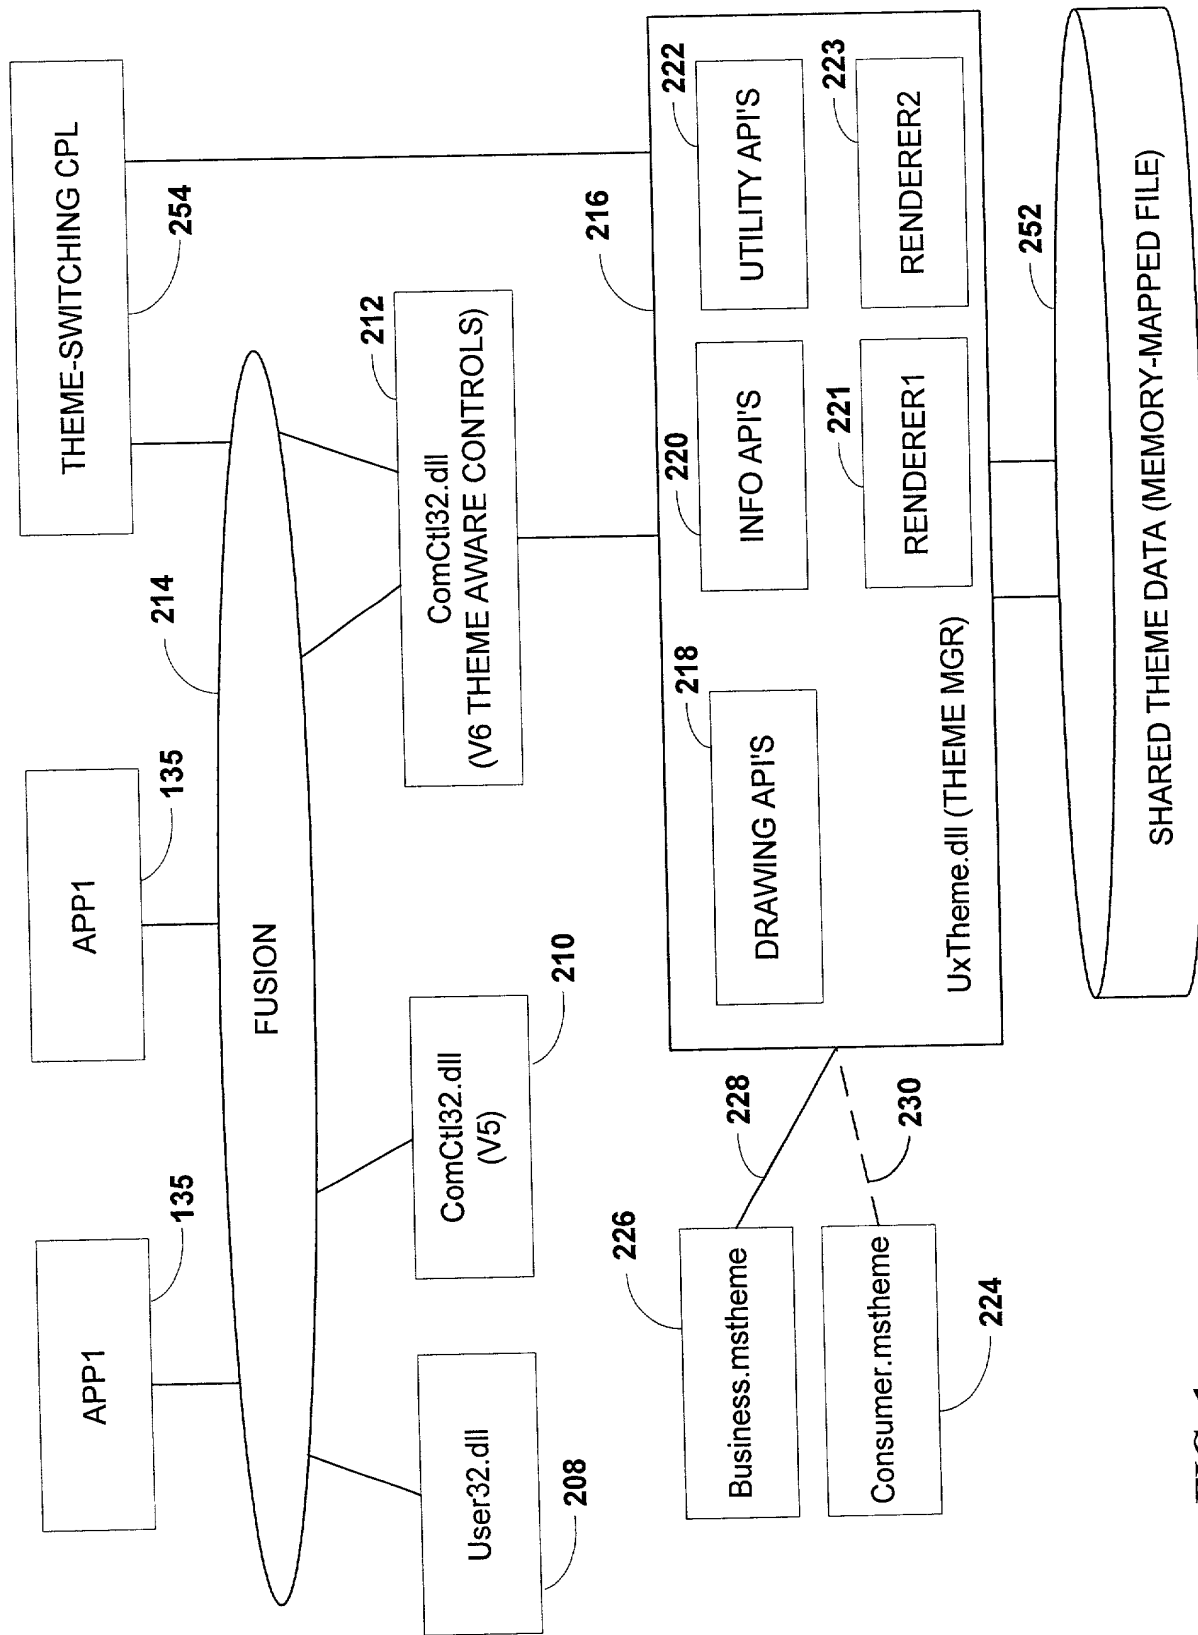 APP1
135
APP1
135
THEME-SWITCHING CPL
254
FUSION
214
User32.dll
208
ComCtl32.dll
(V5)
210
ComCtl32.dll
(V6 THEME AWARE CONTROLS)
212
216
Business.mstheme
226
228
Consumer.mstheme
224
230
DRAWING API'S
218
INFO API'S
220
UTILITY API'S
222
RENDERER1
221
RENDERER2
223
UxTheme.dll (THEME MGR)
252
SHARED THEME DATA (MEMORY-MAPPED FILE)